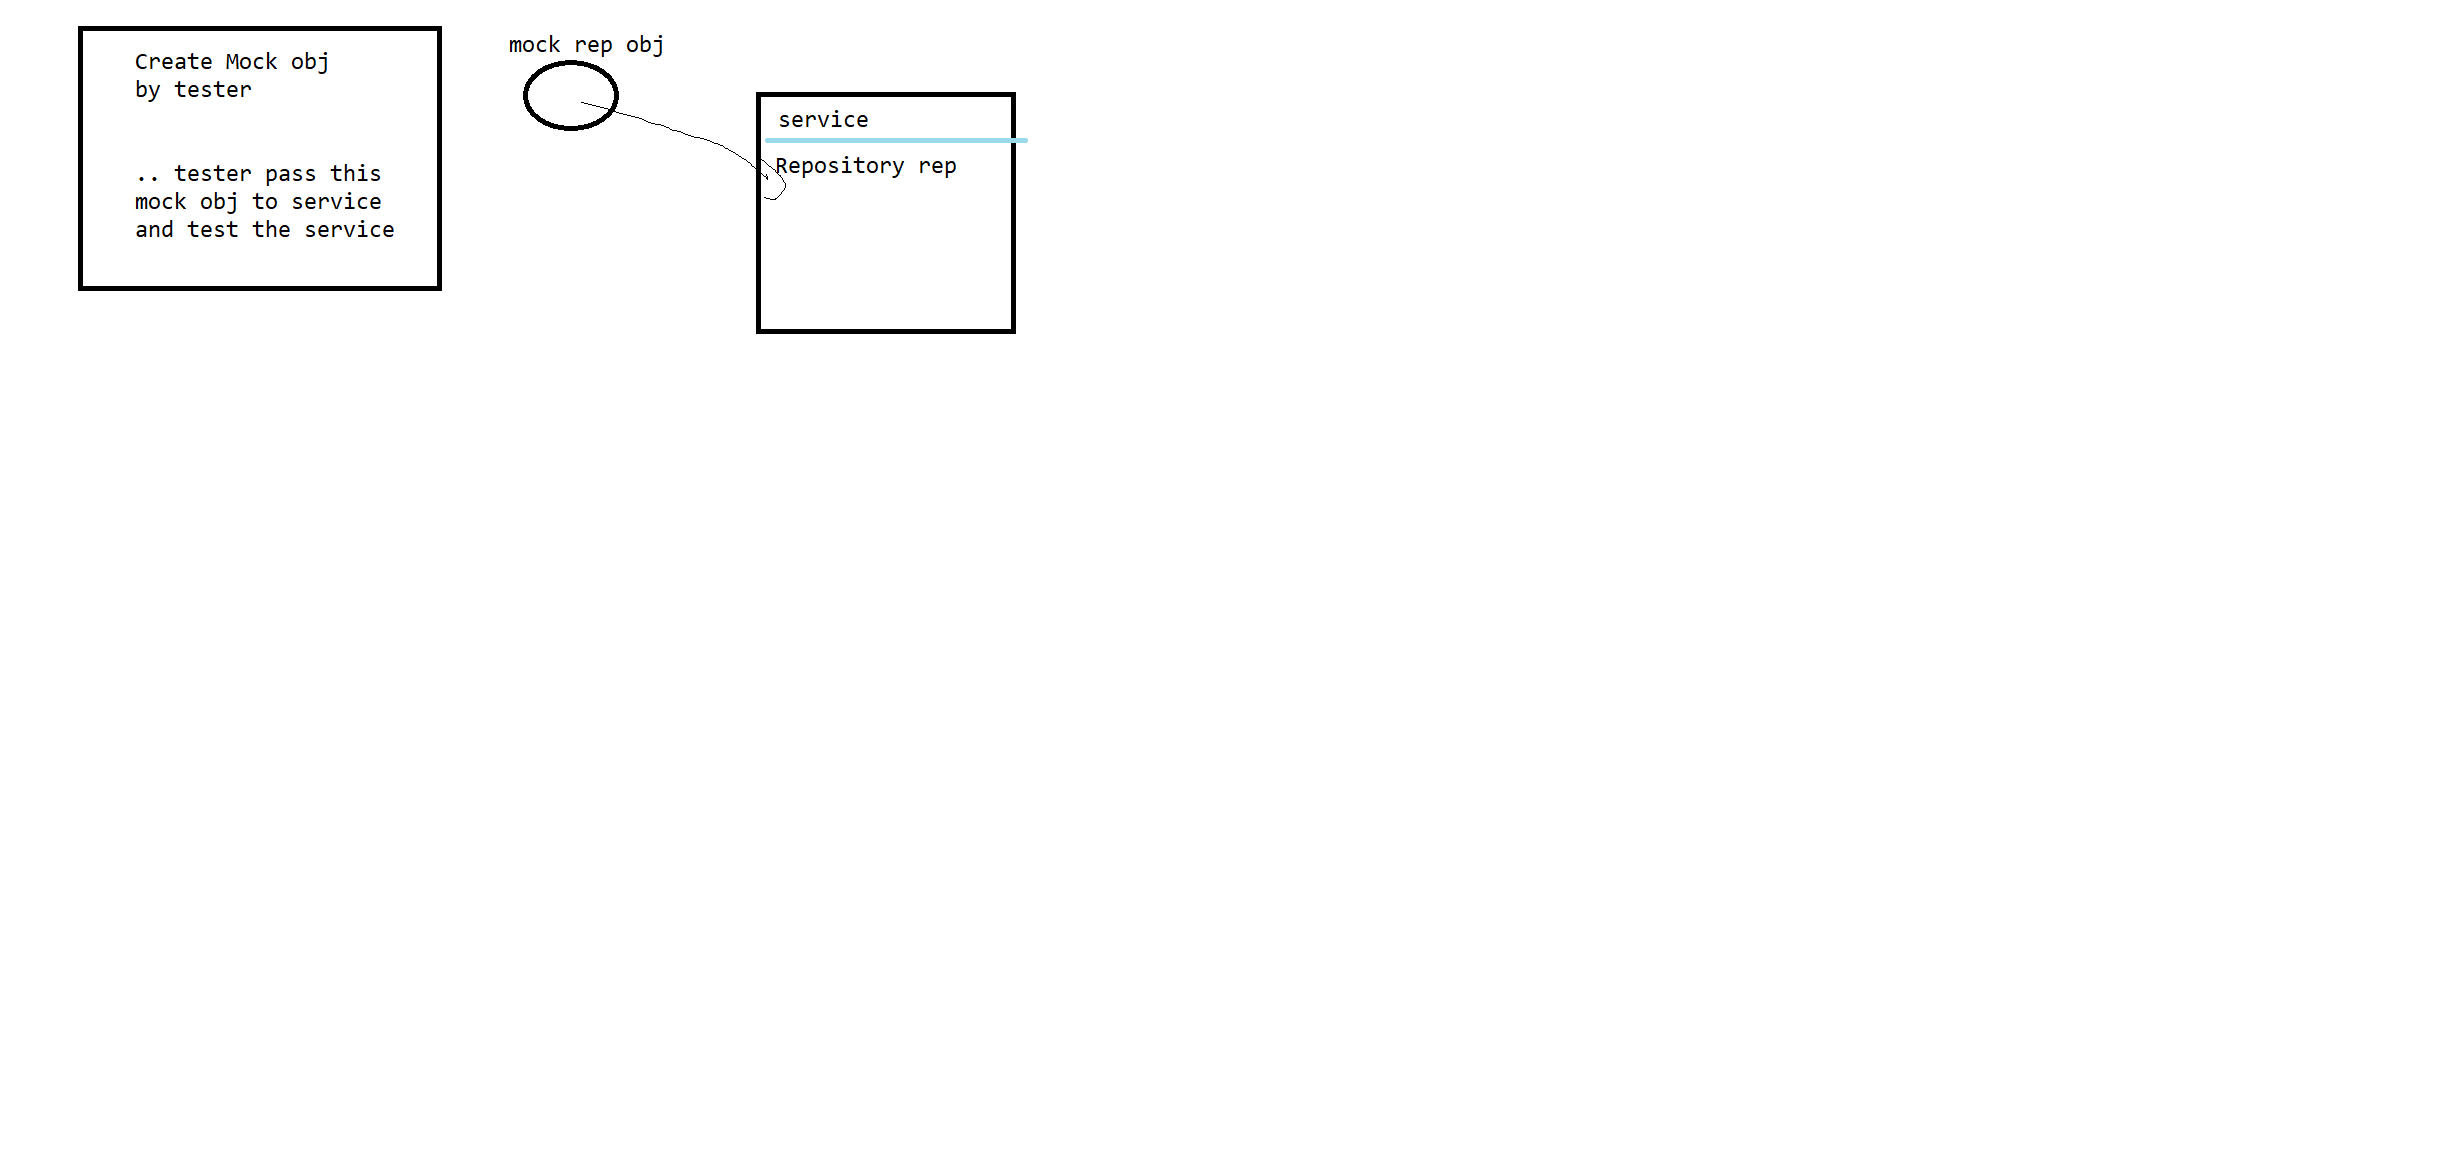 Create Mock obj
by tester
.. tester pass this
mock obj to service
and test the service
mock rep obj
service
Repository rep